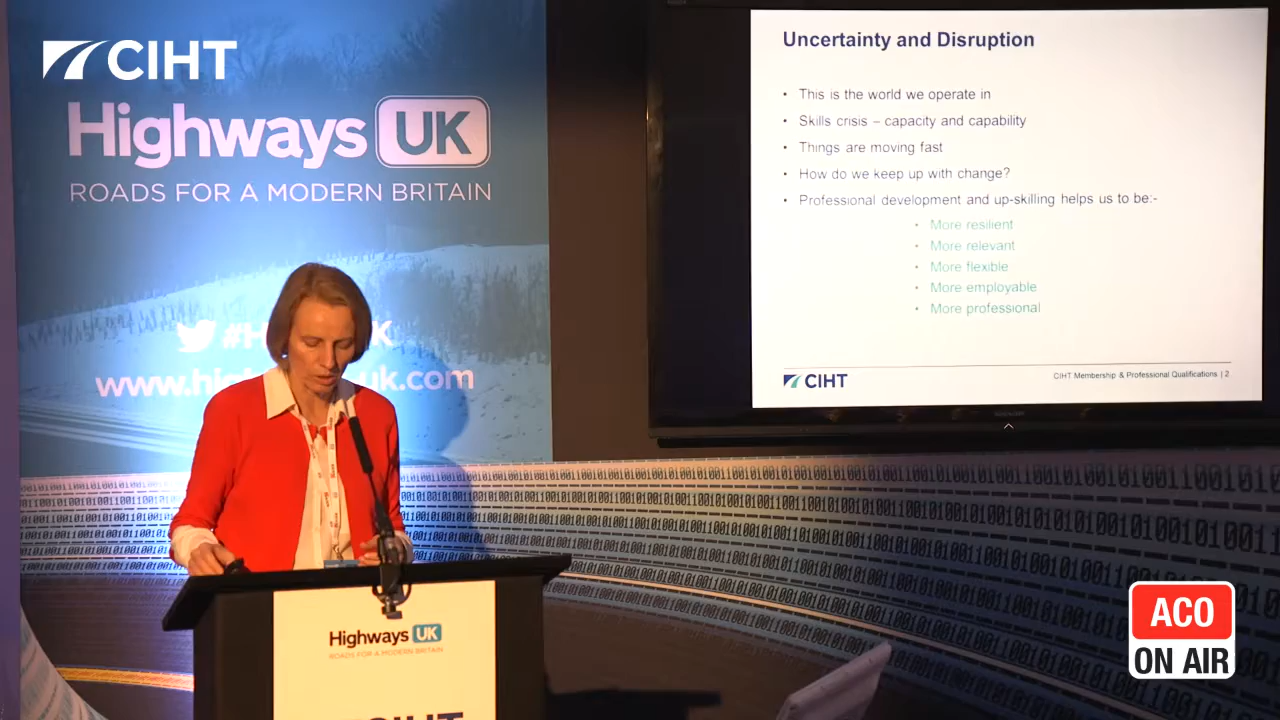 CIHT
Highways UK
ROADS FOR A MODERN BRITAIN
Uncertainty and Disruption
• This is the world we operate in
• Skills crisis – capacity and capability
• Things are moving fast
• How do we keep up with change?
• Professional development and up-skilling helps us to be:-
• More resilient
• More relevant
• More flexible
• More employable
• More professional
CIHT
CIHT Membership & Professional Qualifications | 2
Highways UK
ROADS FOR A MODERN BRITAIN
CIHT
ACO
ON AIR